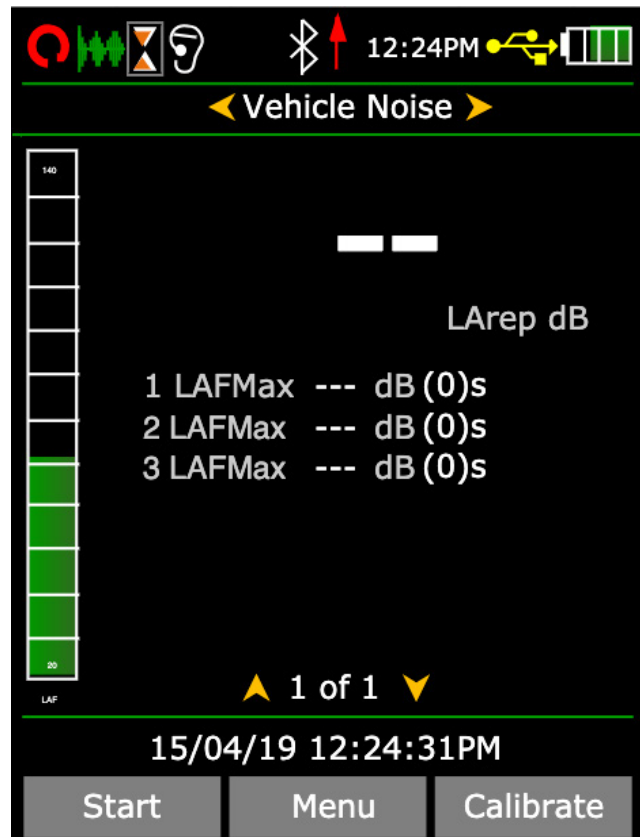 12:24PM
Vehicle Noise
140
--
LArep dB
1 LAFMax --- dB (0)s
2 LAFMax --- dB (0)s
3 LAFMax --- dB (0)s
20
LAF
1 of 1
15/04/19 12:24:31PM
Start Menu Calibrate